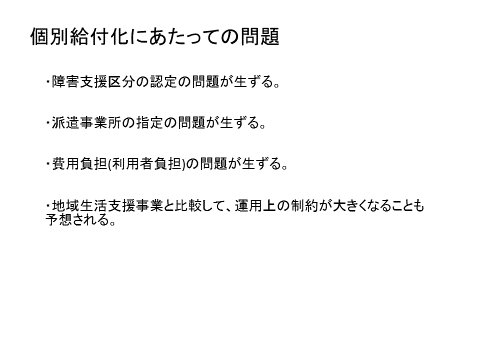 個別給付化にあたっての問題
・障害支援区分の認定の問題が生ずる。
・派遣事業所の指定の問題が生ずる。
・費用負担(利用者負担)の問題が生ずる。
・地域生活支援事業と比較して、運用上の制約が大きくなることも
予想される。